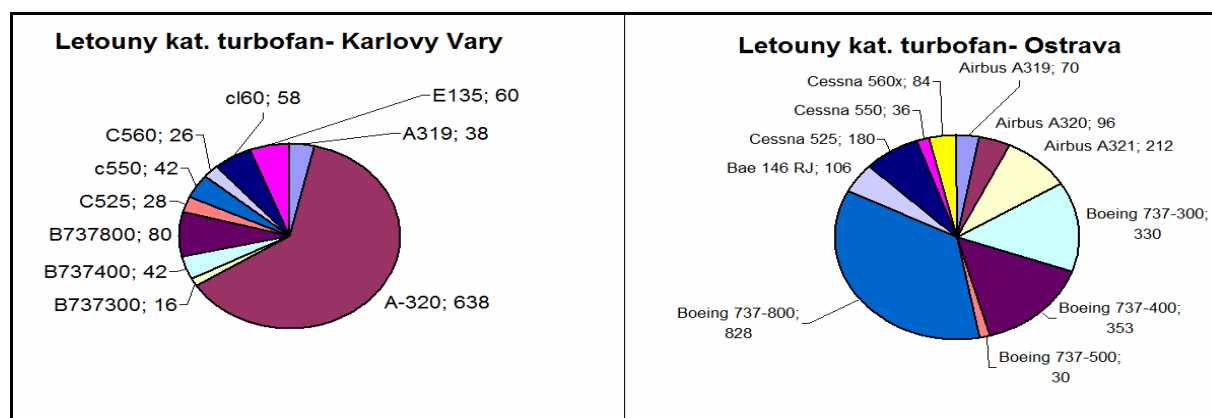 Letouny kat. turbofan- Karlovy Vary
cl60; 58
E135; 60
C560; 26
A319; 38
c550; 42
C525; 28
B737800; 80
B737400; 42
B737300; 16
A-320; 638
Letouny kat. turbofan- Ostrava
Airbus A319; 70
Cessna 560x; 84
Cessna 550; 36
Airbus A320; 96
Cessna 525; 180
Airbus A321; 212
Bae 146 RJ; 106
Boeing 737-300;
330
Boeing 737-400;
353
Boeing 737-800;
828
Boeing 737-500;
30